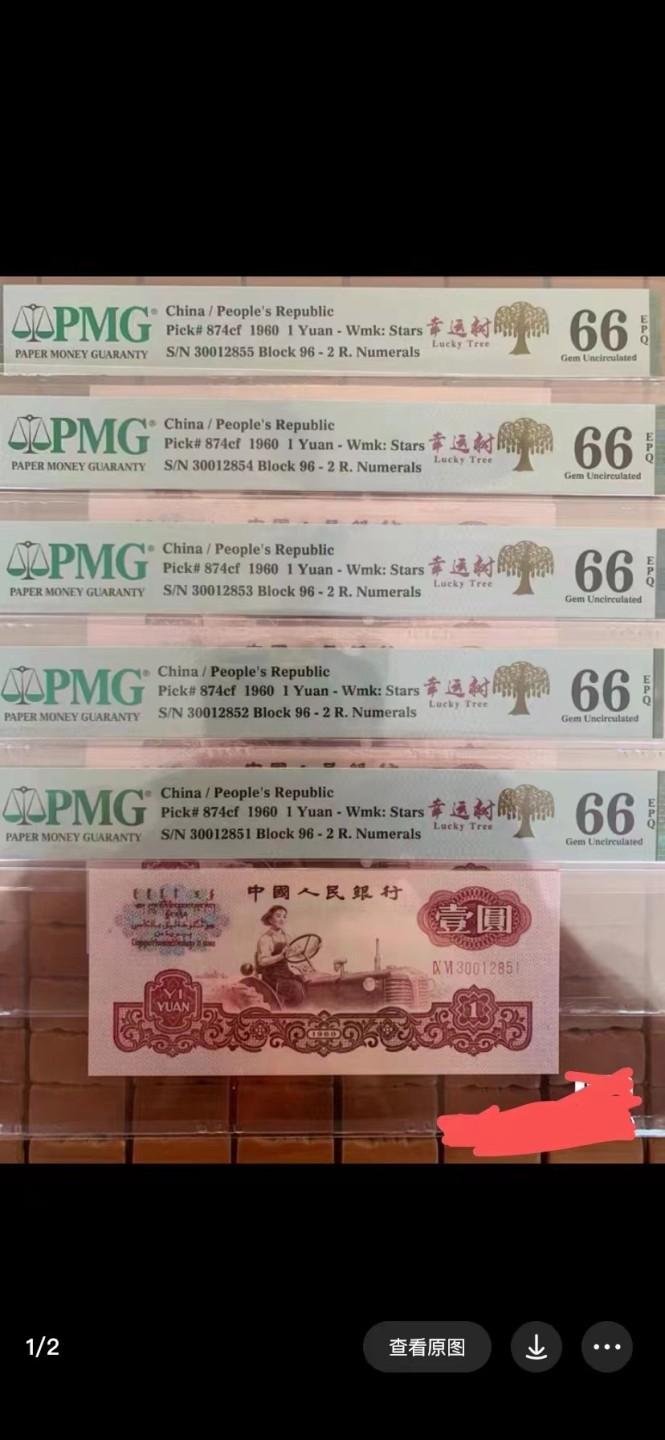 PMG
PAPER MONEY GUARANTY
China / People's Republic
Pick# 874cf 1960 1 Yuan - Wmk: Stars
S/N 30012855 Block 96 - 2 R. Numerals
幸运树
Lucky Tree
66
EPQ
Gem Uncirculated
PMG
PAPER MONEY GUARANTY
China / People's Republic
Pick# 874cf 1960 1 Yuan - Wmk: Stars
S/N 30012854 Block 96 - 2 R. Numerals
幸运树
Lucky Tree
66
EPQ
Gem Uncirculated
PMG
PAPER MONEY GUARANTY
China / People's Republic
Pick# 874cf 1960 1 Yuan - Wmk: Stars
S/N 30012853 Block 96 - 2 R. Numerals
幸运树
Lucky Tree
66
EPQ
Gem Uncirculated
PMG
PAPER MONEY GUARANTY
China / People's Republic
Pick# 874cf 1960 1 Yuan - Wmk: Stars
S/N 30012852 Block 96 - 2 R. Numerals
幸运树
Lucky Tree
66
EPQ
Gem Uncirculated
PMG
PAPER MONEY GUARANTY
China / People's Republic
Pick# 874cf 1960 1 Yuan - Wmk: Stars
S/N 30012851 Block 96 - 2 R. Numerals
幸运树
Lucky Tree
66
EPQ
Gem Uncirculated
中國人民銀行
壹圓
IX VI 30012851
YI
YUAN
1960
1
1/2
查看原图